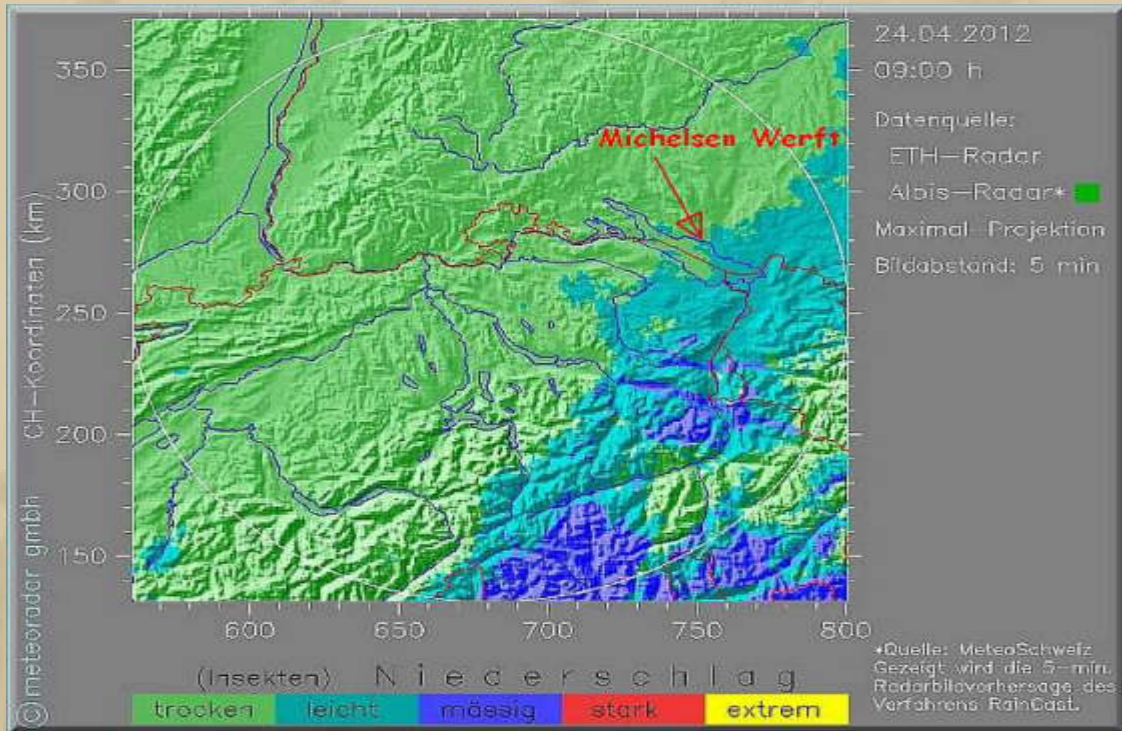 24.04.2012
09:00 h
Datenquelle:
ETH-Radar
Albis-Radar*
Maximal-Projektion
Bildabstand: 5 min
Michelsen Werft
CH-Koordinaten (km)
350
300
250
200
150
600 650 700 750 800
© meteoradar gmbh
(Insekten) Niederschlag
trocken leicht mässig stark extrem
*Quelle: MeteoSchweiz
Gezeigt wird die 5-min.
Radarbildvorhersage des
Verfahrens RainCast.